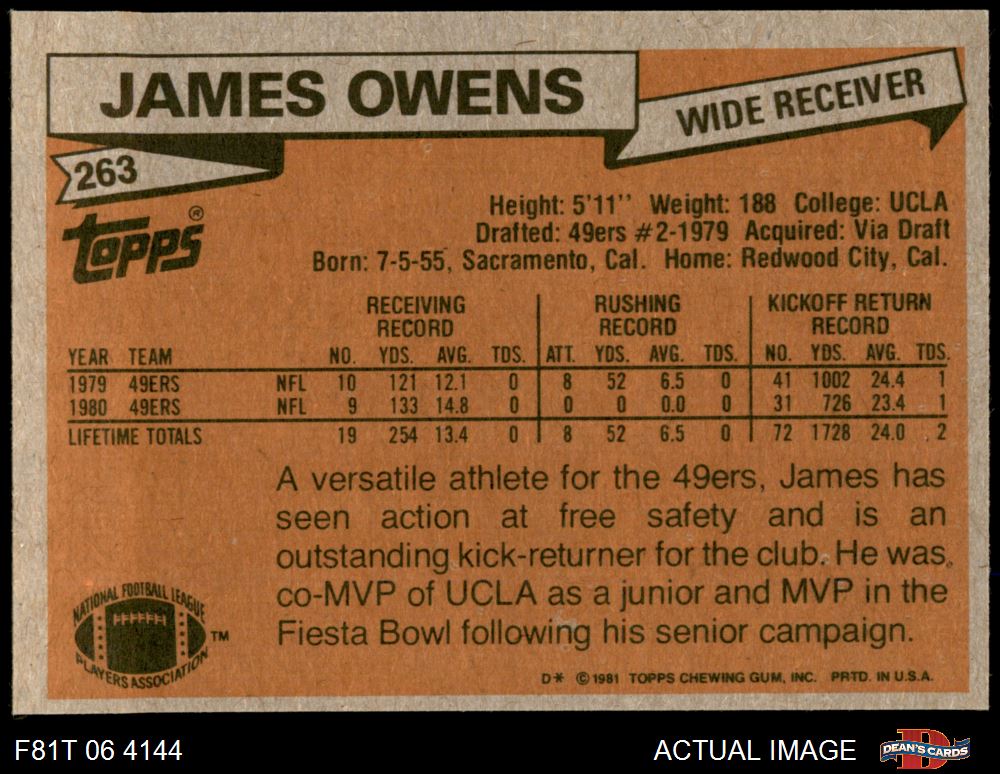 JAMES OWENS
WIDE RECEIVER
263
Topps®
Height: 5'11'' Weight: 188 College: UCLA
Drafted: 49ers #2-1979 Acquired: Via Draft
Born: 7-5-55, Sacramento, Cal. Home: Redwood City, Cal.
RECEIVING RECORD RUSHING RECORD KICKOFF RETURN RECORD
YEAR TEAM NO. YDS. AVG. TDS. ATT. YDS. AVG. TDS. NO. YDS. AVG. TDS.
1979 49ERS NFL 10 121 12.1 0 8 52 6.5 0 41 1002 24.4 1
1980 49ERS NFL 9 133 14.8 0 0 0 0.0 0 31 726 23.4 1
LIFETIME TOTALS 19 254 13.4 0 8 52 6.5 0 72 1728 24.0 2
A versatile athlete for the 49ers, James has
seen action at free safety and is an
outstanding kick-returner for the club. He was
co-MVP of UCLA as a junior and MVP in the
Fiesta Bowl following his senior campaign.
NATIONAL FOOTBALL LEAGUE
PLAYERS ASSOCIATION
TM
D* © 1981 TOPPS CHEWING GUM, INC. PRTD. IN U.S.A.
F81T 06 4144
ACTUAL IMAGE
DEAN'S CARDS